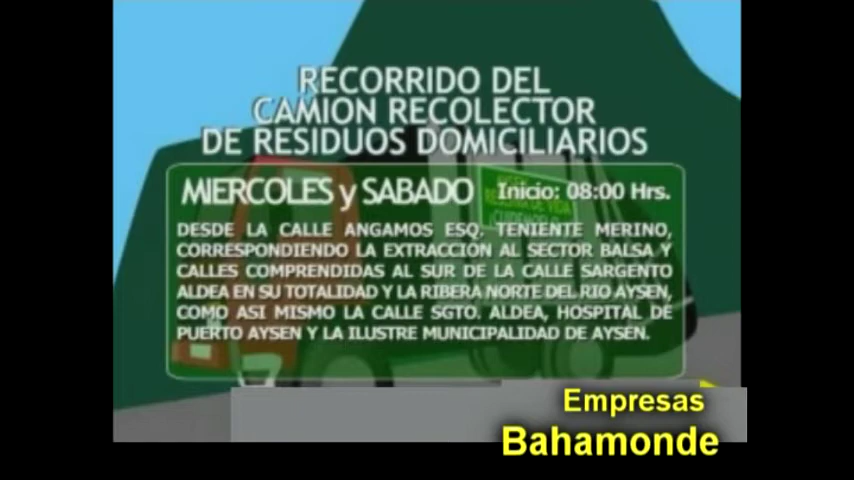 RECORRIDO DEL
CAMION RECOLECTOR
DE RESIDUOS DOMICILIARIOS
MIERCOLES y SABADO Inicio: 08:00 Hrs.
DESDE LA CALLE ANGAMOS ESQ. TENIENTE MERINO,
CORRESPONDIENDO LA EXTRACCIÓN AL SECTOR BALSA Y
CALLES COMPRENDIDAS AL SUR DE LA CALLE SARGENTO
ALDEA EN SU TOTALIDAD Y LA RIBERA NORTE DEL RIO AYSEN,
COMO ASI MISMO LA CALLE SGTO. ALDEA, HOSPITAL DE
PUERTO AYSEN Y LA ILUSTRE MUNICIPALIDAD DE AYSEN.
DE VIDA
Empresas
Bahamonde